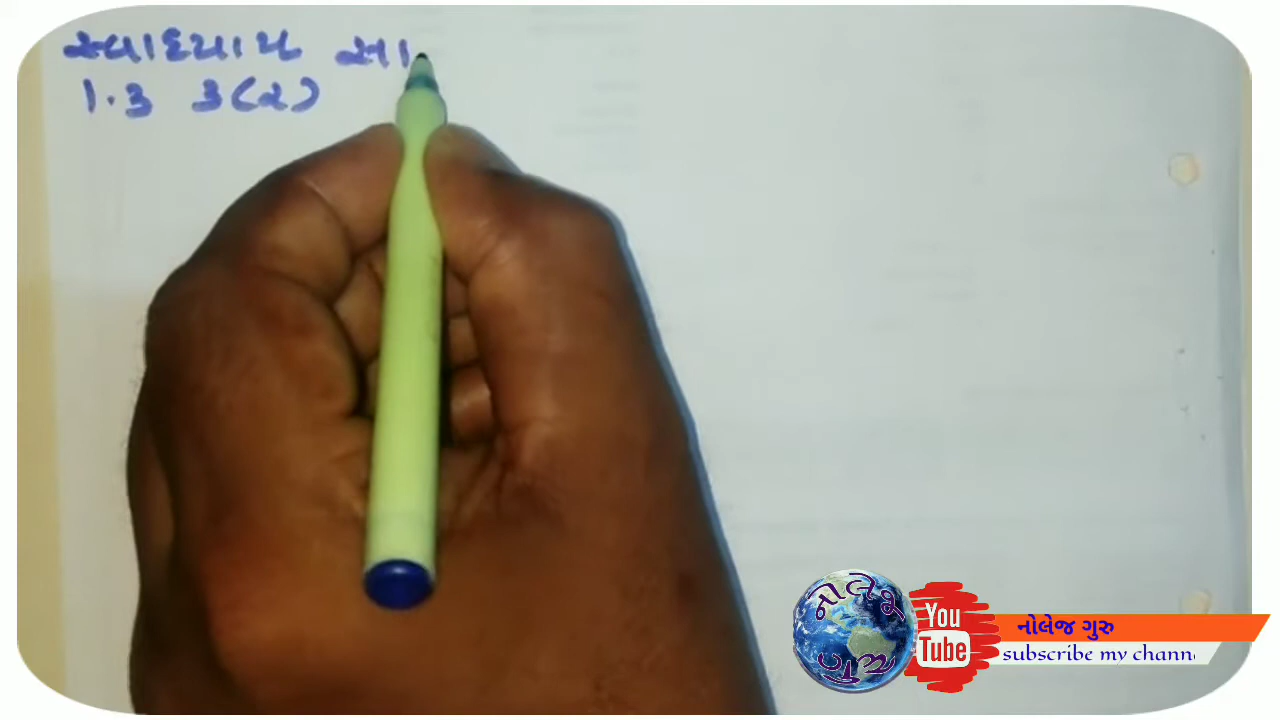 સ્વાધ્યાય સા
1.3 3(2)
નોલેજ ગુરુ
You
Tube
નોલેજ ગુરુ
subscribe my chann